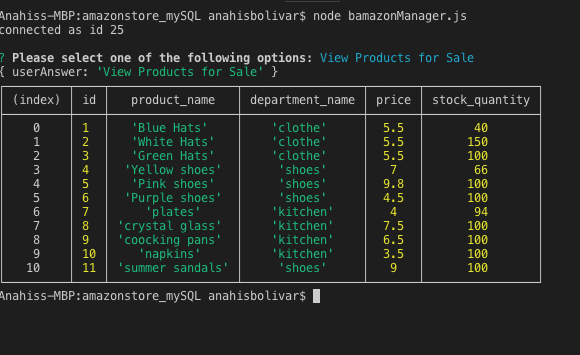 Anahiss-MBP:amazonstore_mySQL anahisbolivar$ node bamazonManager.js
connected as id 25
? Please select one of the following options: View Products for Sale
{ userAnswer: 'View Products for Sale' }
(index) id product_name department_name price stock_quantity
0 1 'Blue Hats' 'clothe' 5.5 40
1 2 'White Hats' 'clothe' 5.5 150
2 3 'Green Hats' 'clothe' 5.5 100
3 4 'Yellow shoes' 'shoes' 7 66
4 5 'Pink shoes' 'shoes' 9.8 100
5 6 'Purple shoes' 'shoes' 4.5 100
6 7 'plates' 'kitchen' 4 94
7 8 'crystal glass' 'kitchen' 7.5 100
8 9 'coocking pans' 'kitchen' 6.5 100
9 10 'napkins' 'kitchen' 3.5 100
10 11 'summer sandals' 'shoes' 9 100
Anahiss-MBP:amazonstore_mySQL anahisbolivar$